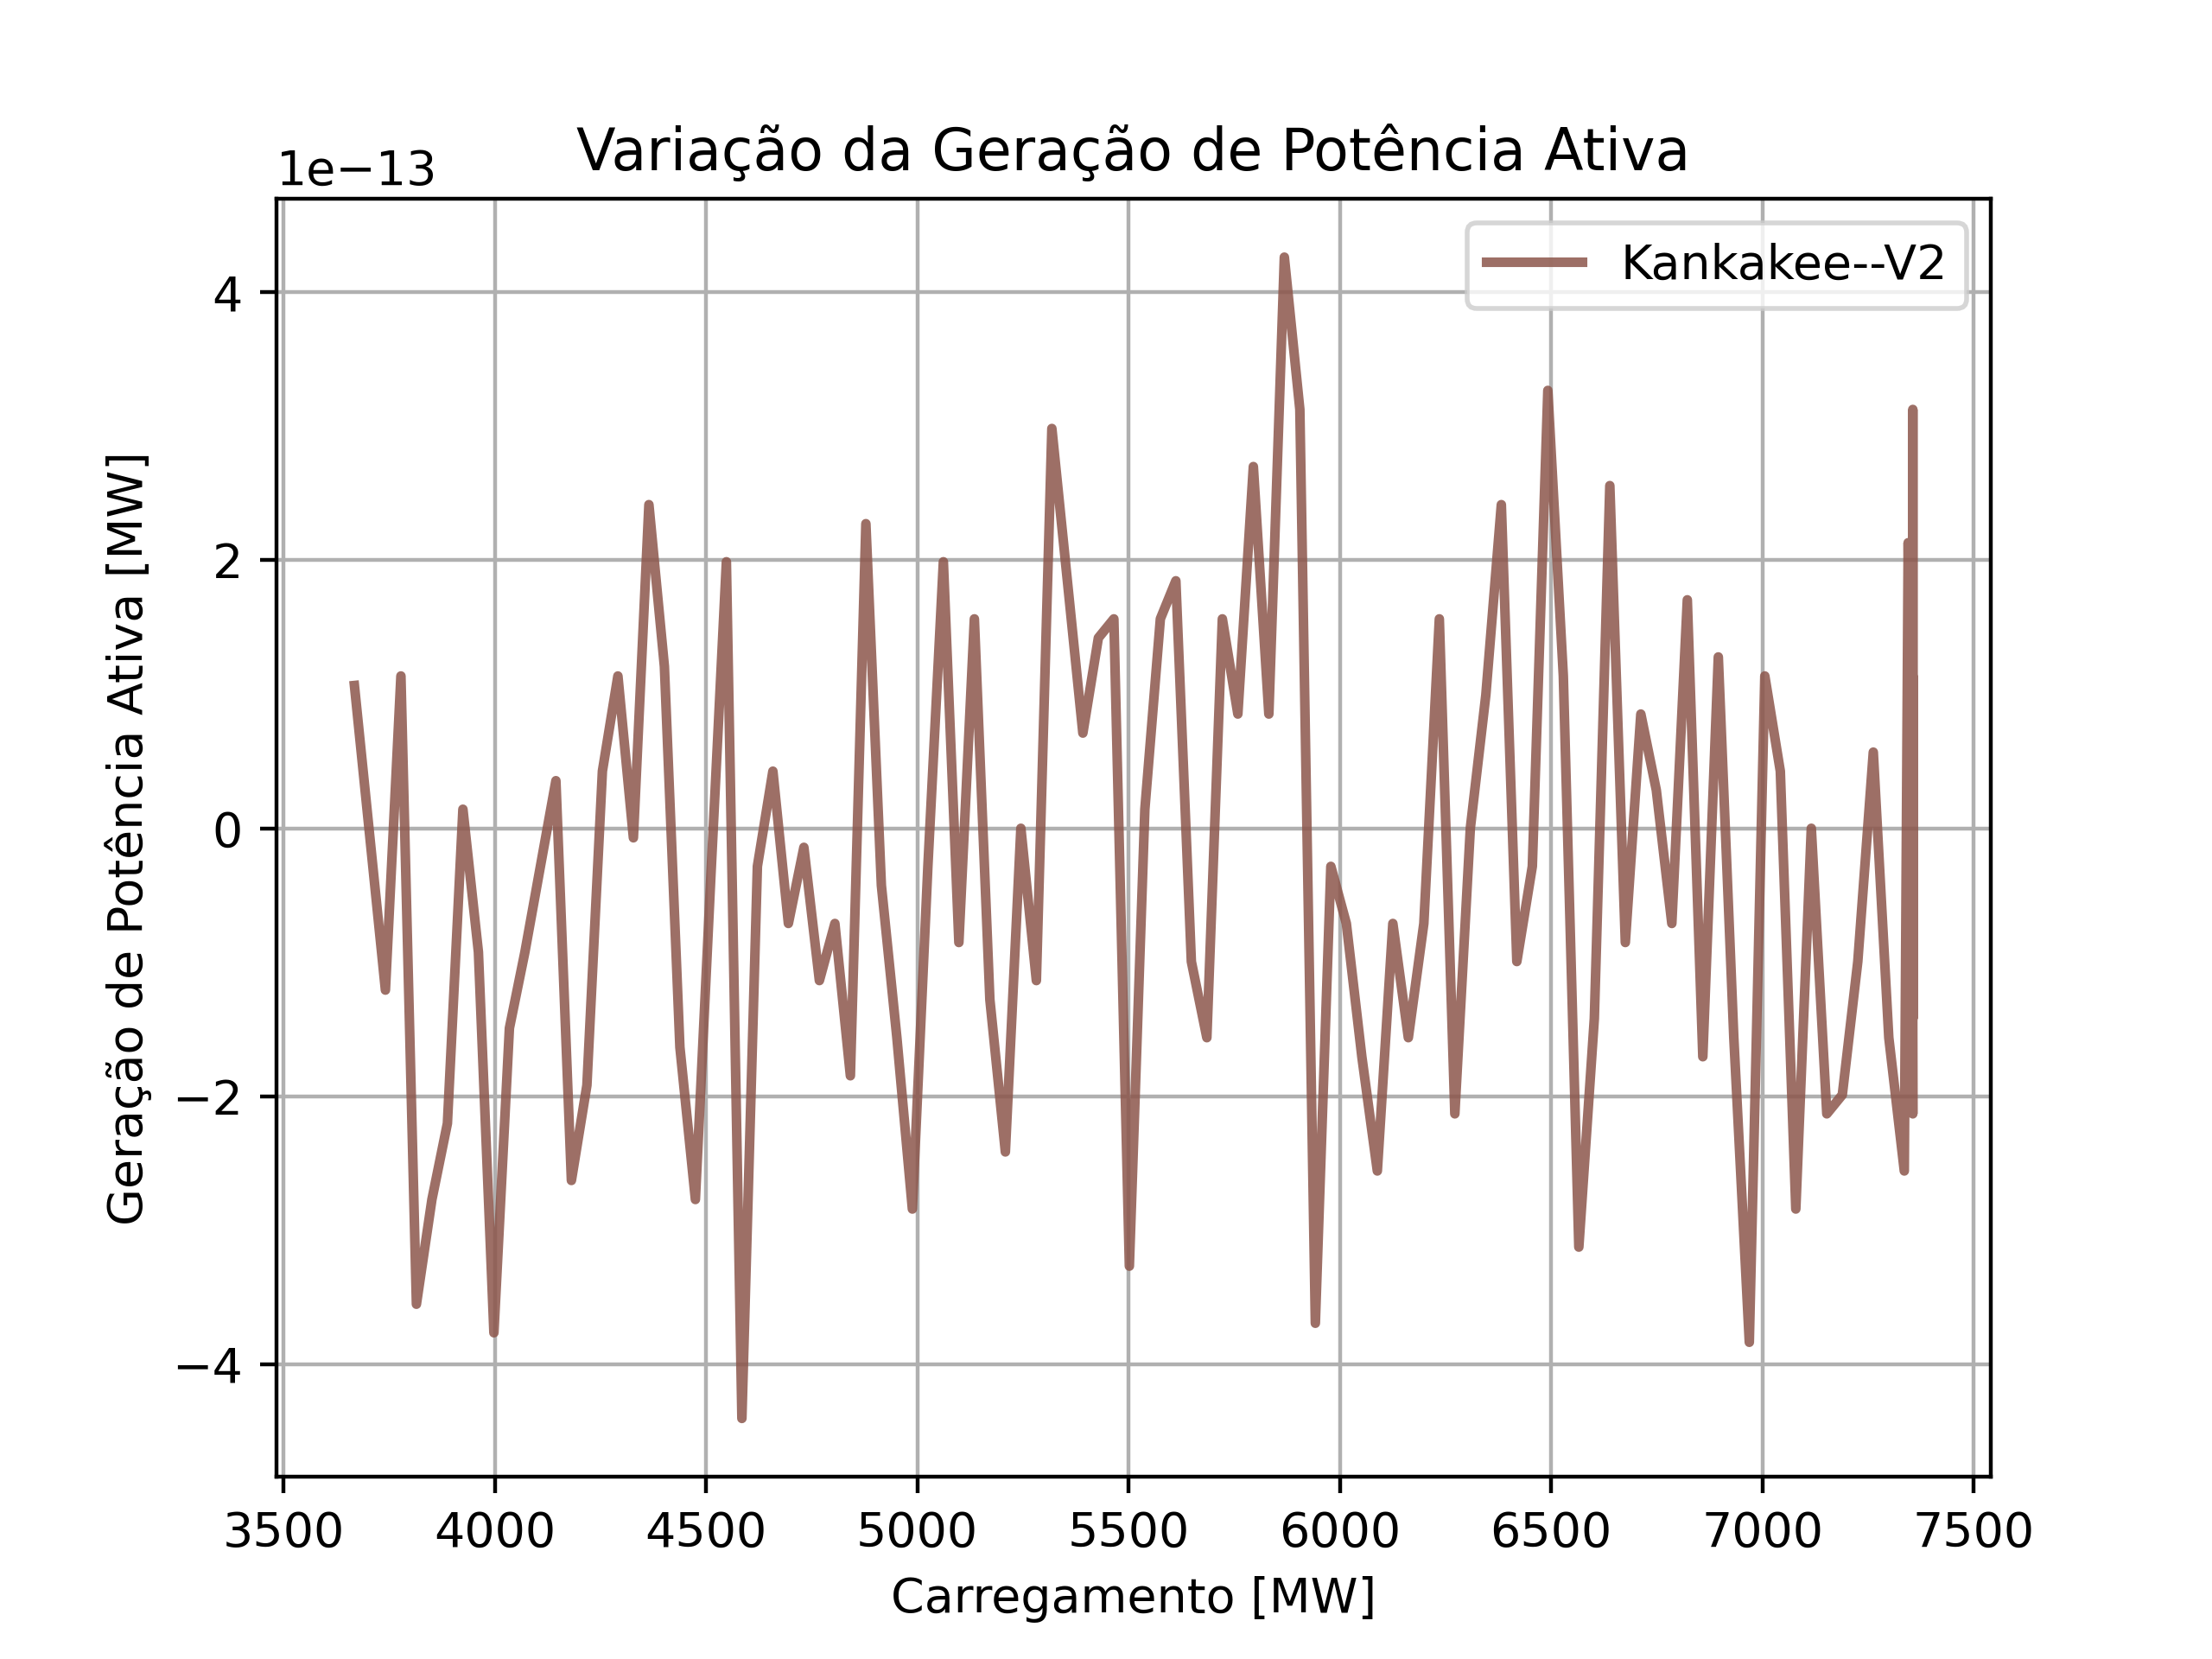 Variação da Geração de Potência Ativa
1e−13
Kankakee--V2
Geração de Potência Ativa [MW]
4
2
0
−2
−4
3500 4000 4500 5000 5500 6000 6500 7000 7500
Carregamento [MW]